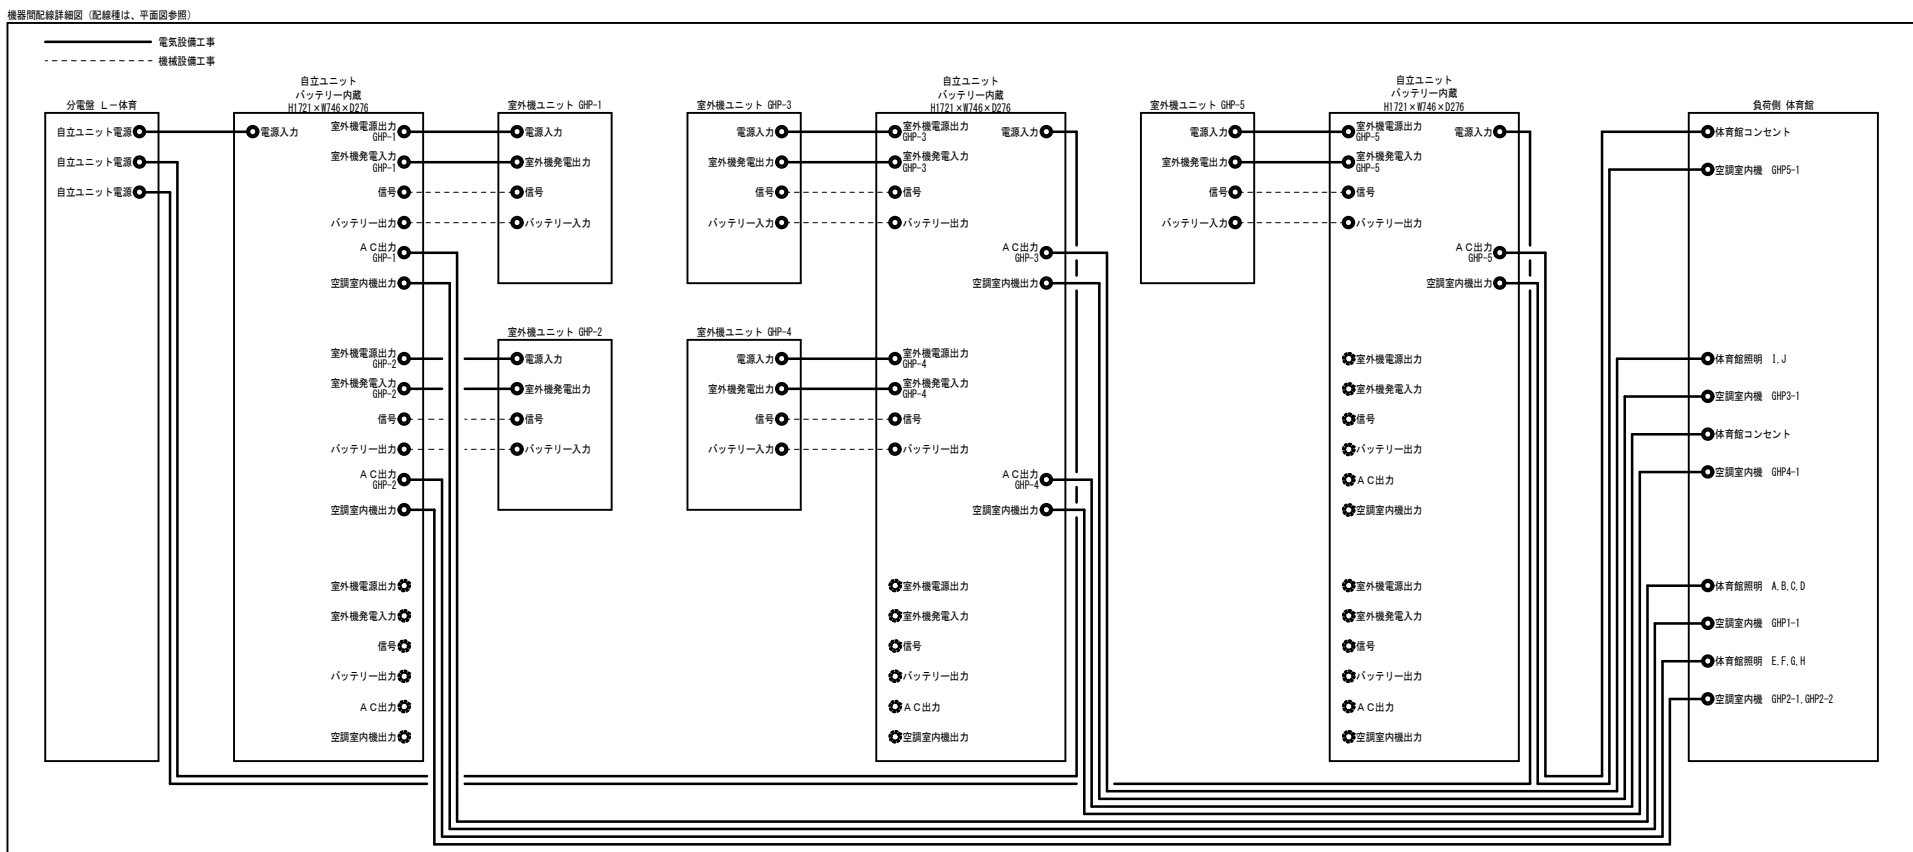 機器間配線詳細図（配線種は、平面図参照）
電気設備工事
機械設備工事
分電盤 Ｌ－体育
自立ユニット電源
自立ユニット電源
自立ユニット電源
自立ユニット
バッテリー内蔵
H1721×W746×D276
電源入力
室外機電源出力
GHP-1
室外機発電入力
GHP-1
信号
バッテリー出力
ＡＣ出力
GHP-1
空調室内機出力
室外機電源出力
GHP-2
室外機発電入力
GHP-2
信号
バッテリー出力
ＡＣ出力
GHP-2
空調室内機出力
室外機電源出力
室外機発電入力
信号
バッテリー出力
ＡＣ出力
空調室内機出力
室外機ユニット GHP-1
電源入力
室外機発電出力
信号
バッテリー入力
室外機ユニット GHP-2
電源入力
室外機発電出力
信号
バッテリー入力
室外機ユニット GHP-3
電源入力
室外機発電出力
信号
バッテリー入力
室外機ユニット GHP-4
電源入力
室外機発電出力
信号
バッテリー入力
自立ユニット
バッテリー内蔵
H1721×W746×D276
室外機電源出力
GHP-3
電源入力
室外機発電入力
GHP-3
信号
バッテリー出力
ＡＣ出力
GHP-3
空調室内機出力
室外機電源出力
GHP-4
室外機発電入力
GHP-4
信号
バッテリー出力
ＡＣ出力
GHP-4
空調室内機出力
室外機電源出力
室外機発電入力
信号
バッテリー出力
ＡＣ出力
空調室内機出力
室外機ユニット GHP-5
電源入力
室外機発電出力
信号
バッテリー入力
自立ユニット
バッテリー内蔵
H1721×W746×D276
室外機電源出力
GHP-5
電源入力
室外機発電入力
GHP-5
信号
バッテリー出力
ＡＣ出力
GHP-5
空調室内機出力
室外機電源出力
室外機発電入力
信号
バッテリー出力
ＡＣ出力
空調室内機出力
室外機電源出力
室外機発電入力
信号
バッテリー出力
ＡＣ出力
空調室内機出力
負荷側 体育館
体育館コンセント
空調室内機 GHP5-1
体育館照明 I.J
空調室内機 GHP3-1
体育館コンセント
空調室内機 GHP4-1
体育館照明 A.B.C.D
空調室内機 GHP1-1
体育館照明 E.F.G.H
空調室内機 GHP2-1.GHP2-2